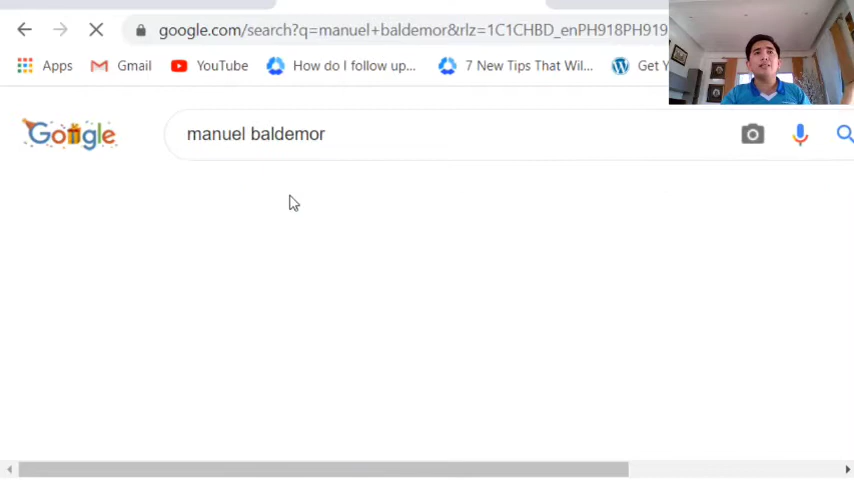 google.com/search?q=manuel+baldemor&rlz=1C1CHBD_enPH918PH919
Apps Gmail YouTube How do I follow up... 7 New Tips That Wil... Get Y
Google manuel baldemor